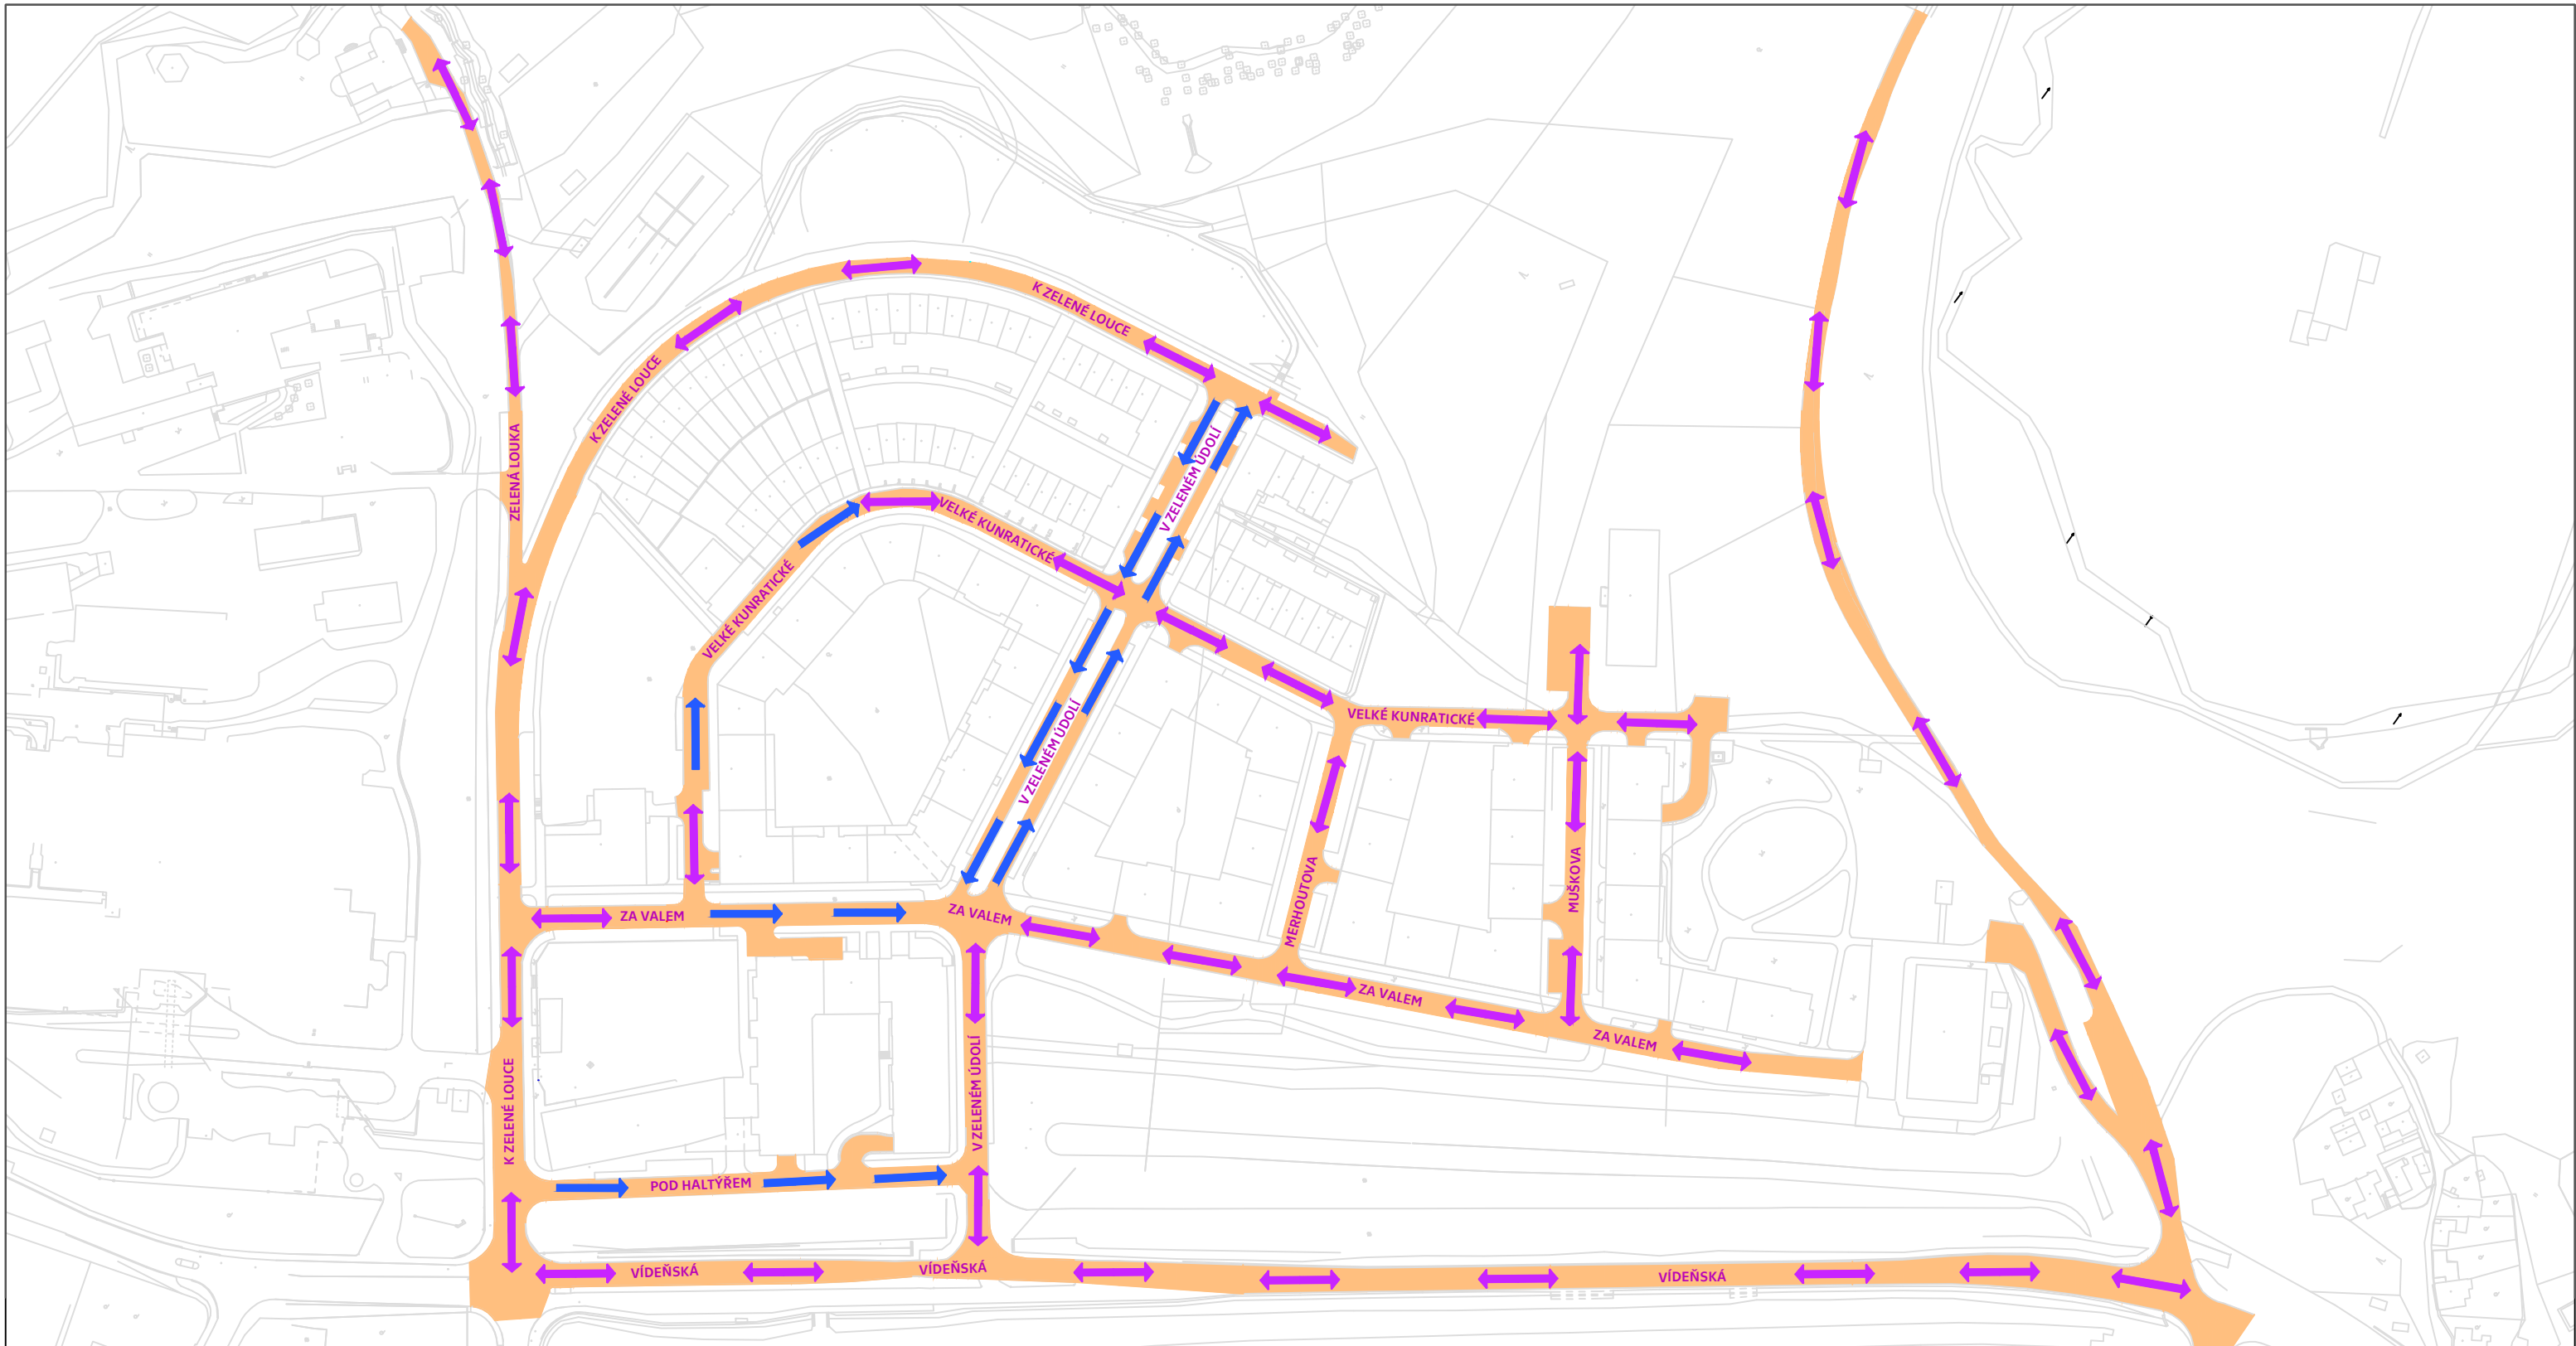 K ZELENÉ LOUCE
K ZELENÉ LOUCE
ZELENÁ LOUKA
V ZELENÉM ÚDOLÍ
VELKÉ KUNRATICKÉ
VELKÉ KUNRATICKÉ
VELKÉ KUNRATICKÉ
V ZELENÉM ÚDOLÍ
MUŠKOVA
MERHOUTOVA
ZA VALEM
ZA VALEM
ZA VALEM
ZA VALEM
K ZELENÉ LOUCE
V ZELENÉM ÚDOLÍ
POD HALTÝŘEM
VÍDEŇSKÁ
VÍDEŇSKÁ
VÍDEŇSKÁ